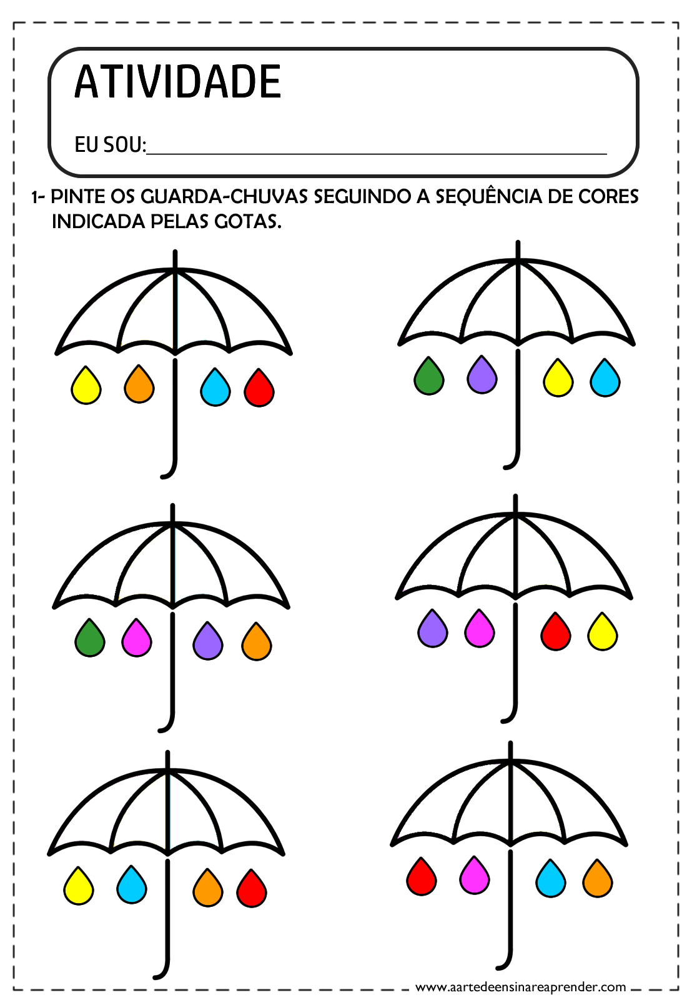 ATIVIDADE
EU SOU:
1- PINTE OS GUARDA-CHUVAS SEGUINDO A SEQUÊNCIA DE CORES
INDICADA PELAS GOTAS.
www.aartedeensinareaprender.com